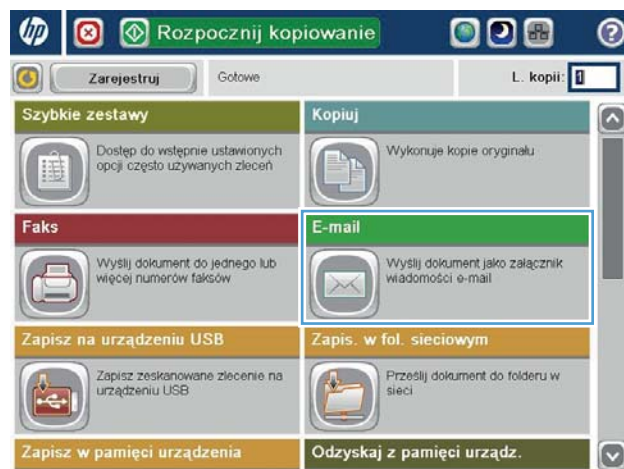 hp
Rozpocznij kopiowanie
?
Zarejestruj
Gotowe
L. kopii: 1
Szybkie zestawy
Dostęp do wstępnie ustawionych
opcji często używanych zleceń
Kopiuj
Wykonuje kopie oryginału
Faks
Wyślij dokument do jednego lub
więcej numerów faksów
E-mail
Wyślij dokument jako załącznik
wiadomości e-mail
Zapisz na urządzeniu USB
Zapisz zeskanowane zlecenie na
urządzeniu USB
Zapis. w fol. sieciowym
Prześlij dokument do folderu w
sieci
Zapisz w pamięci urządzenia
Odzyskaj z pamięci urządz.